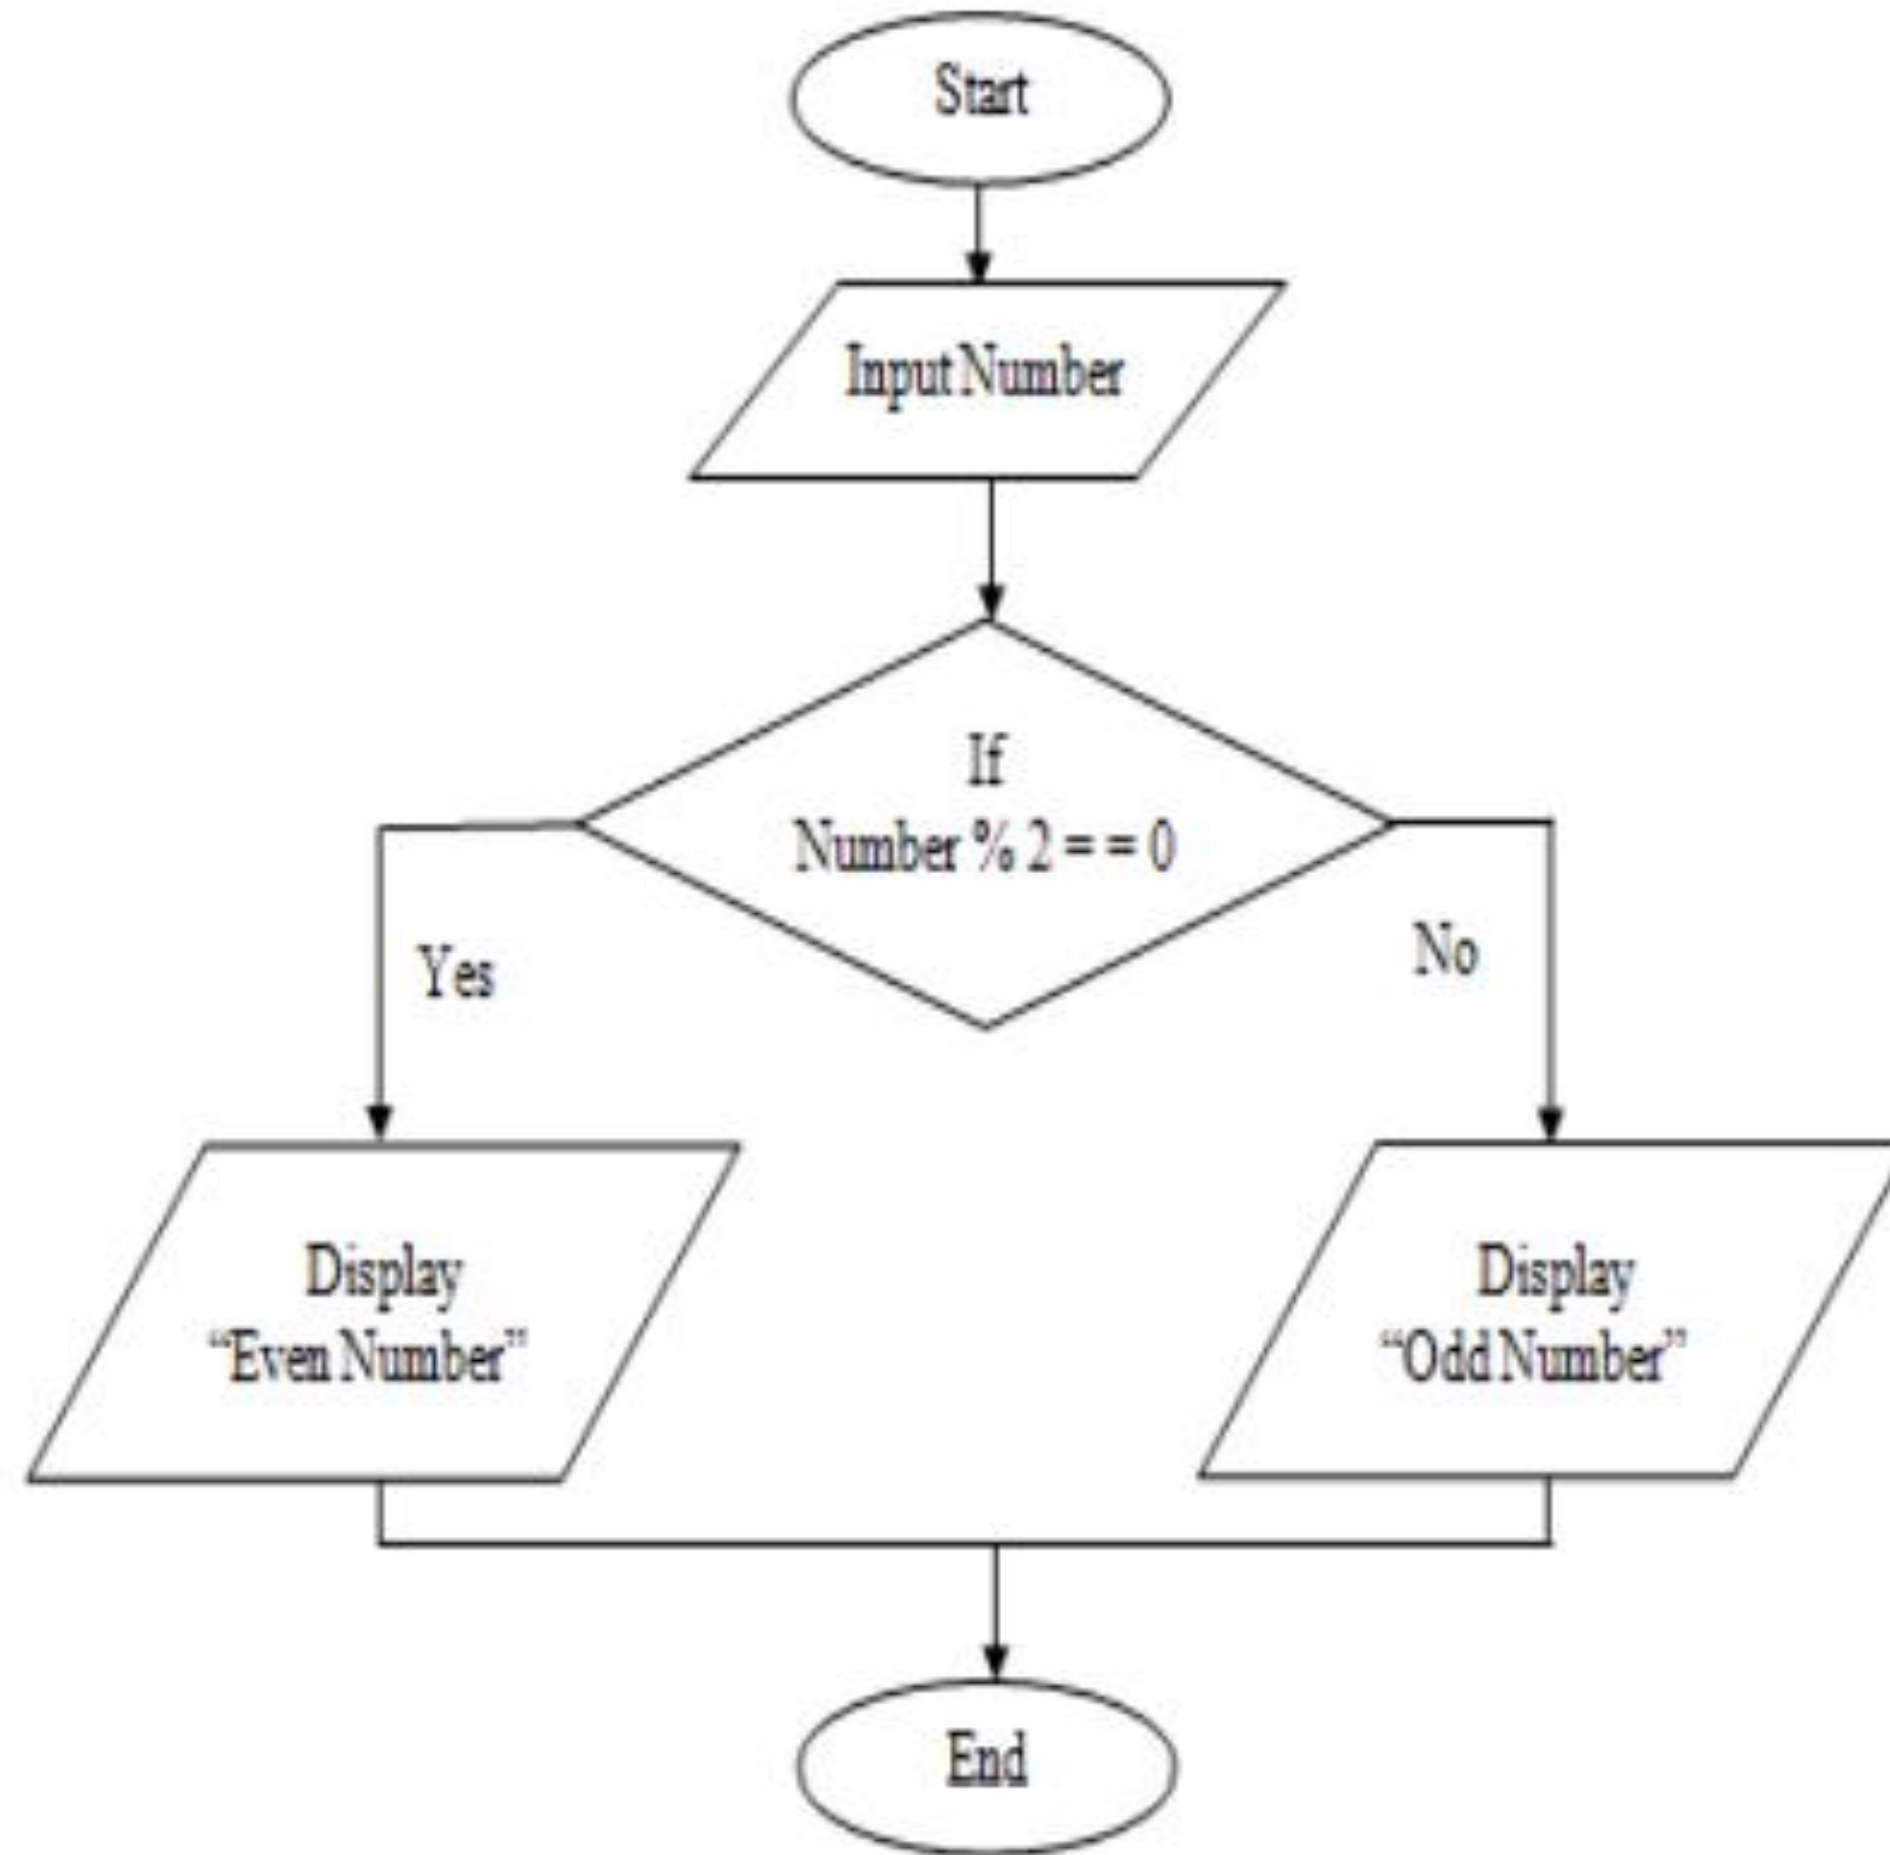 Start
Input Number
If
Number % 2 = = 0
Yes
No
Display
“Even Number”
Display
“Odd Number”
End